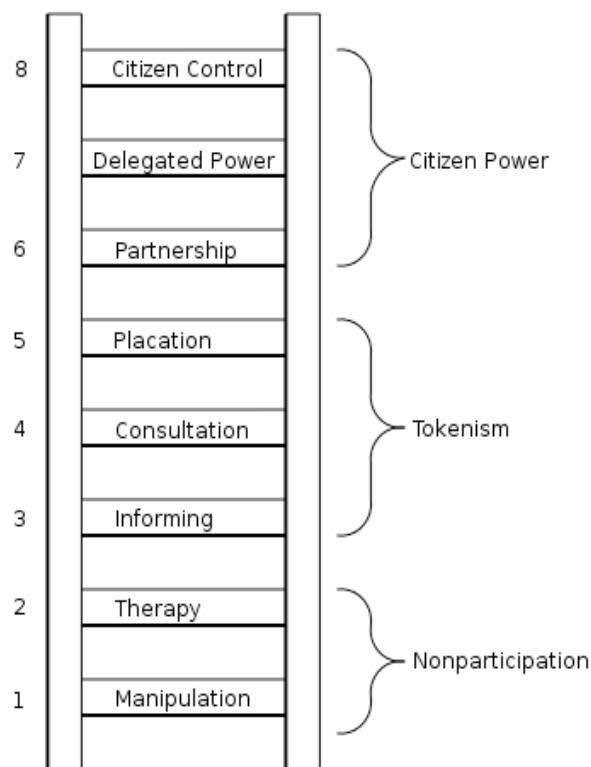 8 Citizen Control
7 Delegated Power
Citizen Power
6 Partnership
5 Placation
4 Consultation
Tokenism
3 Informing
2 Therapy
Nonparticipation
1 Manipulation